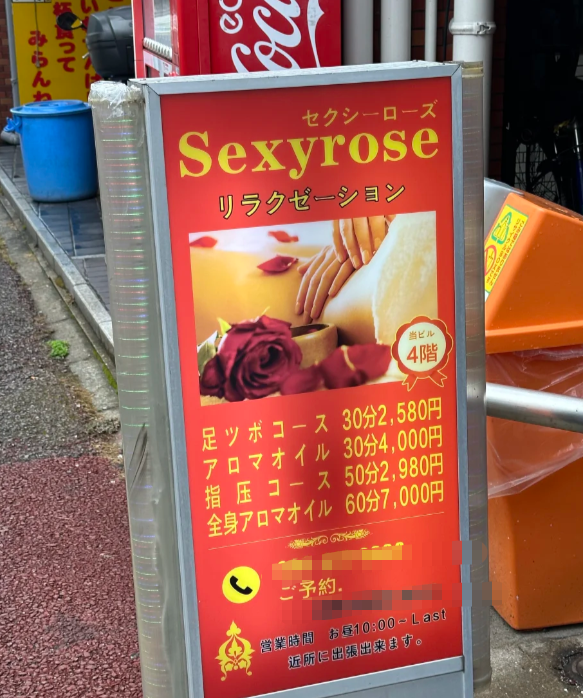 セクシーローズ
Sexyrose
リラクゼーション
当ビル
4階
足ツボコース 30分2,580円
アロマオイル 30分4,000円
指圧コース 50分2,980円
全身アロマオイル 60分7,000円
ご予約.
営業時間 お昼10:00~Last
近所に出張出来ます。
Coca
eco